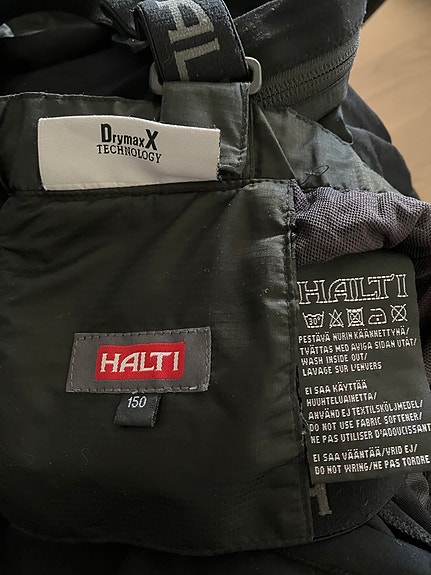 HALT
DrymaxX
TECHNOLOGY
HALTI
150
HALTI
30°
PESTÄVÄ NURIN KÄÄNNETTYNÄ/
TVÄTTAS MED AVIGA SIDAN UTÅT/
WASH INSIDE OUT/
LAVAGE SUR L'ENVERS
EI SAA KÄYTTÄÄ
HUUHTELUAINETTA/
ANVÄND EJ TEXTILSKÖLJMEDEL/
DO NOT USE FABRIC SOFTENER/
NE PAS UTILISER D'ADOUCISSANT
EI SAA VÄÄNTÄÄ/VRID EJ/
DO NOT WRING/NE PAS TORDRE